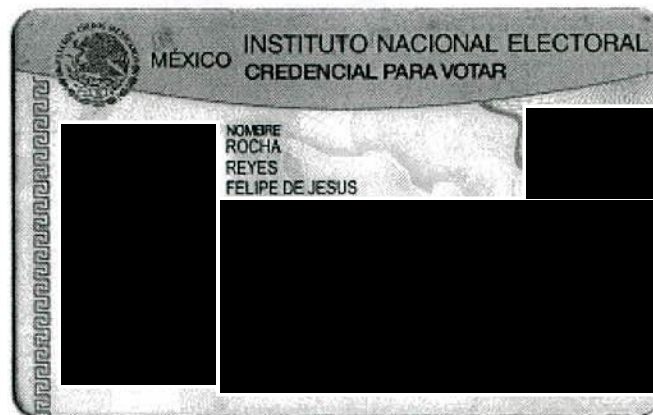 MÉXICO INSTITUTO NACIONAL ELECTORAL
CREDENCIAL PARA VOTAR
NOMBRE
ROCHA
REYES
FELIPE DE JESUS